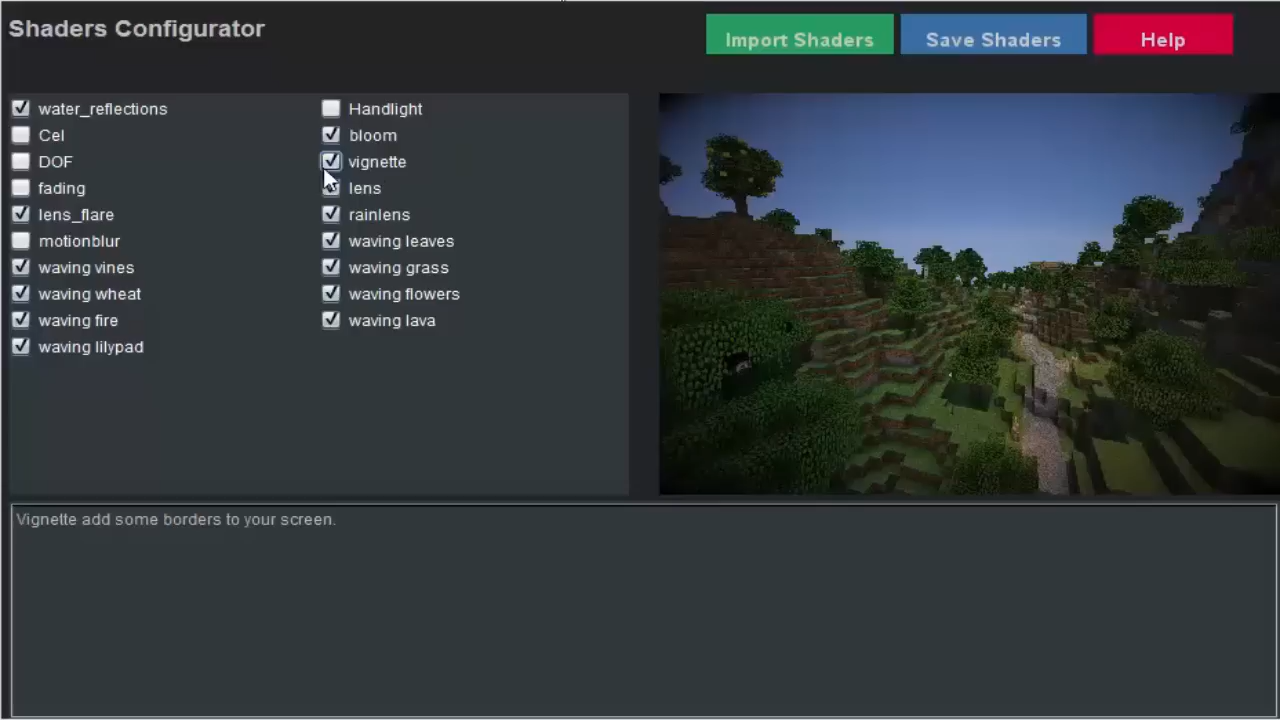 Shaders Configurator
Import Shaders
Save Shaders
Help
water_reflections
Cel
DOF
fading
lens_flare
motionblur
waving vines
waving wheat
waving fire
waving lilypad
Handlight
bloom
vignette
lens
rainlens
waving leaves
waving grass
waving flowers
waving lava
Vignette add some borders to your screen.